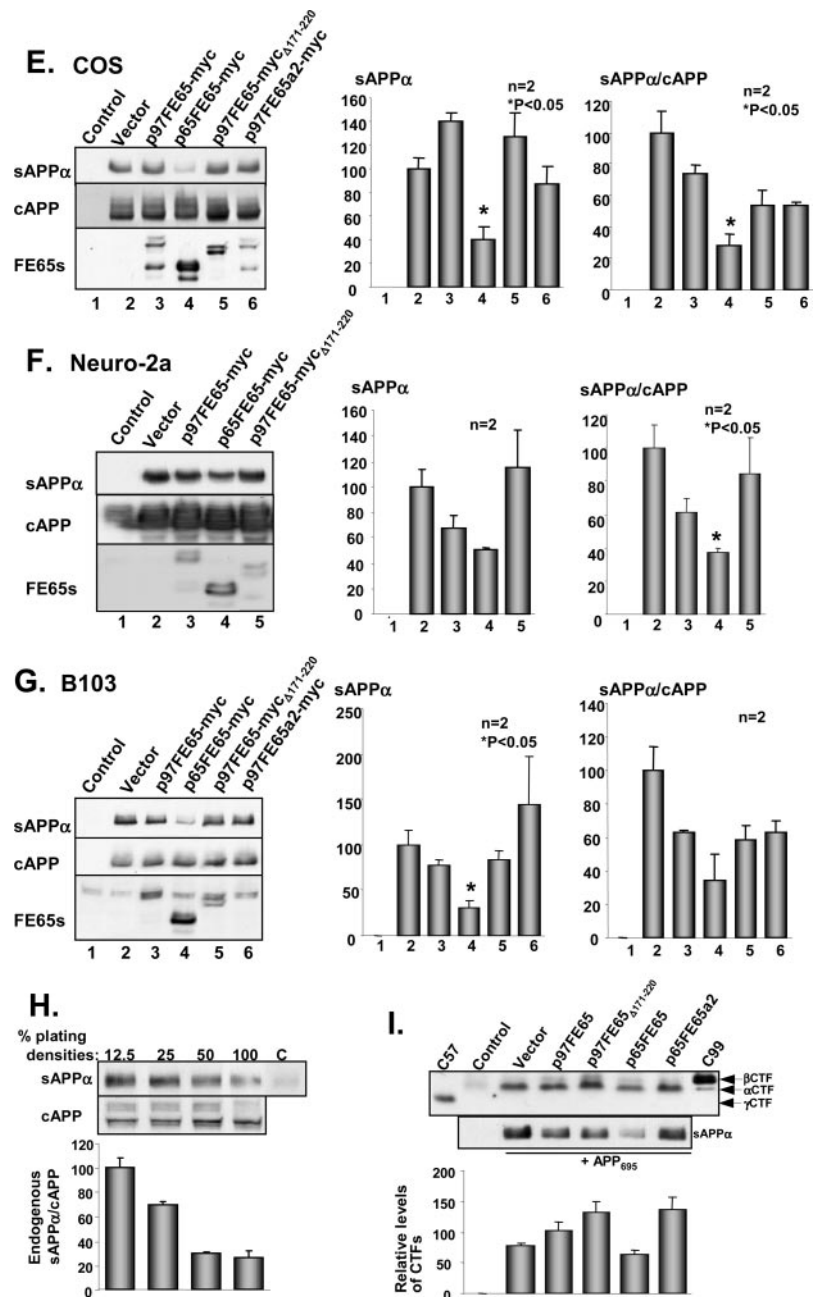 E. COS
Control
Vector
p97FE65-myc
p65FE65-myc
p97FE65-mycΔ171-220
p97FE65a2-myc
sAPPα
cAPP
FE65s
1 2 3 4 5 6
sAPPα
n=2
*P<0.05
160
140
120
100
80
60
40
20
0
*
1 2 3 4 5 6
sAPPα/cAPP
n=2
*P<0.05
120
100
80
60
40
20
0
*
1 2 3 4 5 6
F. Neuro-2a
Control
Vector
p97FE65-myc
p65FE65-myc
p97FE65-mycΔ171-220
sAPPα
cAPP
FE65s
1 2 3 4 5
sAPPα
n=2
160
140
120
100
80
60
40
20
0
1 2 3 4 5
sAPPα/cAPP
n=2
*P<0.05
120
100
80
60
40
20
0
*
1 2 3 4 5
G. B103
Control
Vector
p97FE65-myc
p65FE65-myc
p97FE65-mycΔ171-220
p97FE65a2-myc
sAPPα
cAPP
FE65s
1 2 3 4 5 6
sAPPα
n=2
*P<0.05
250
200
150
100
50
0
*
1 2 3 4 5 6
sAPPα/cAPP
n=2
140
120
100
80
60
40
20
0
1 2 3 4 5 6
H.
% plating
densities: 12.5 25 50 100 C
sAPPα
cAPP
Endogenous
sAPPα/cAPP
120
100
80
60
40
20
0
I.
C57
Control
Vector
p97FE65
p97FE65Δ171-220
p65FE65
p65FE65a2
C99
βCTF
αCTF
γCTF
sAPPα
+ APP695
Relative levels
of CTFs
200
150
100
50
0